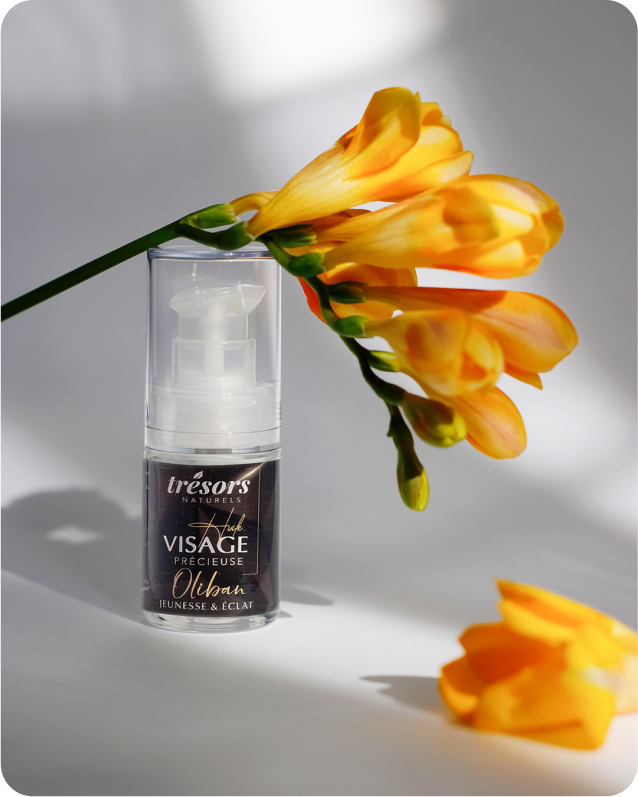 trésors
NATURELS
Huile
VISAGE
PRÉCIEUSE
Oliban
JEUNESSE & ÉCLAT